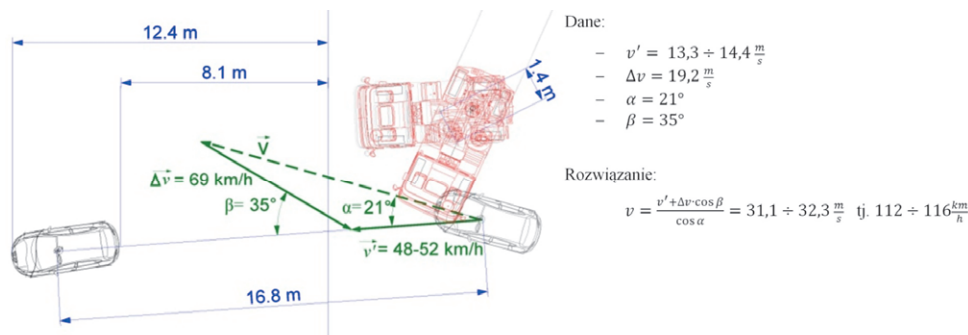 12.4 m
8.1 m
1.4 m
V
Δv = 69 km/h
β= 35°
α= 21°
v' = 48-52 km/h
16.8 m
Dane:
– v′ = 13,3 ÷ 14,4 m/s
– Δv = 19,2 m/s
– α = 21°
– β = 35°
Rozwiązanie:
v = (v′+Δv·cos β)/(cos α) = 31,1 ÷ 32,3 m/s tj. 112 ÷ 116 km/h